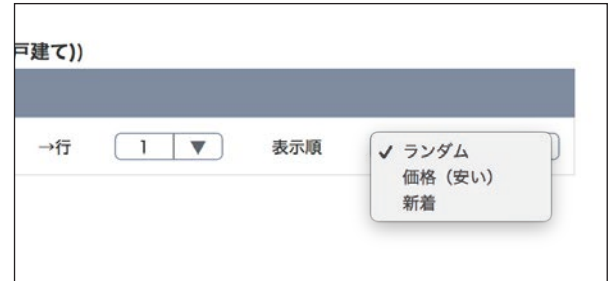 戸建て))
→行 1 ▼ 表示順 ✓ ランダム
価格（安い）
新着